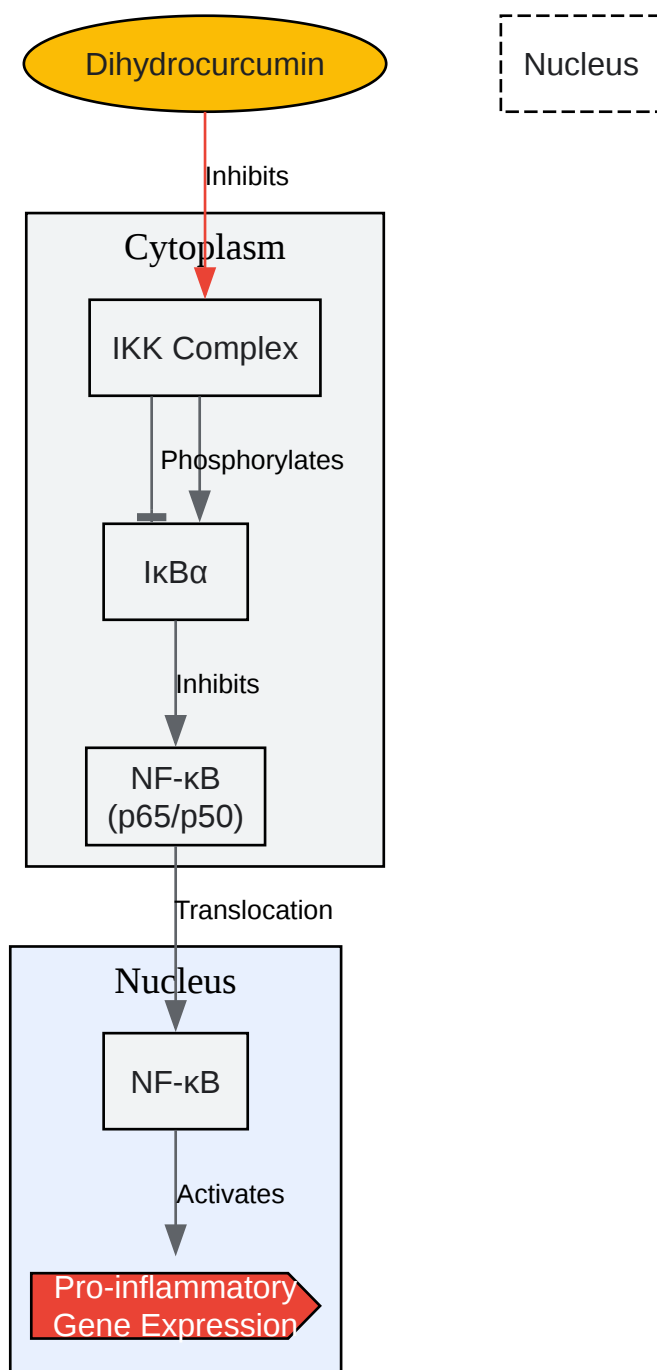 Dihydrocurcumin
Nucleus
Inhibits
Cytoplasm
IKK Complex
Phosphorylates
IκBα
Inhibits
NF-κB
(p65/p50)
Translocation
Nucleus
NF-κB
Activates
Pro-inflammatory
Gene Expression